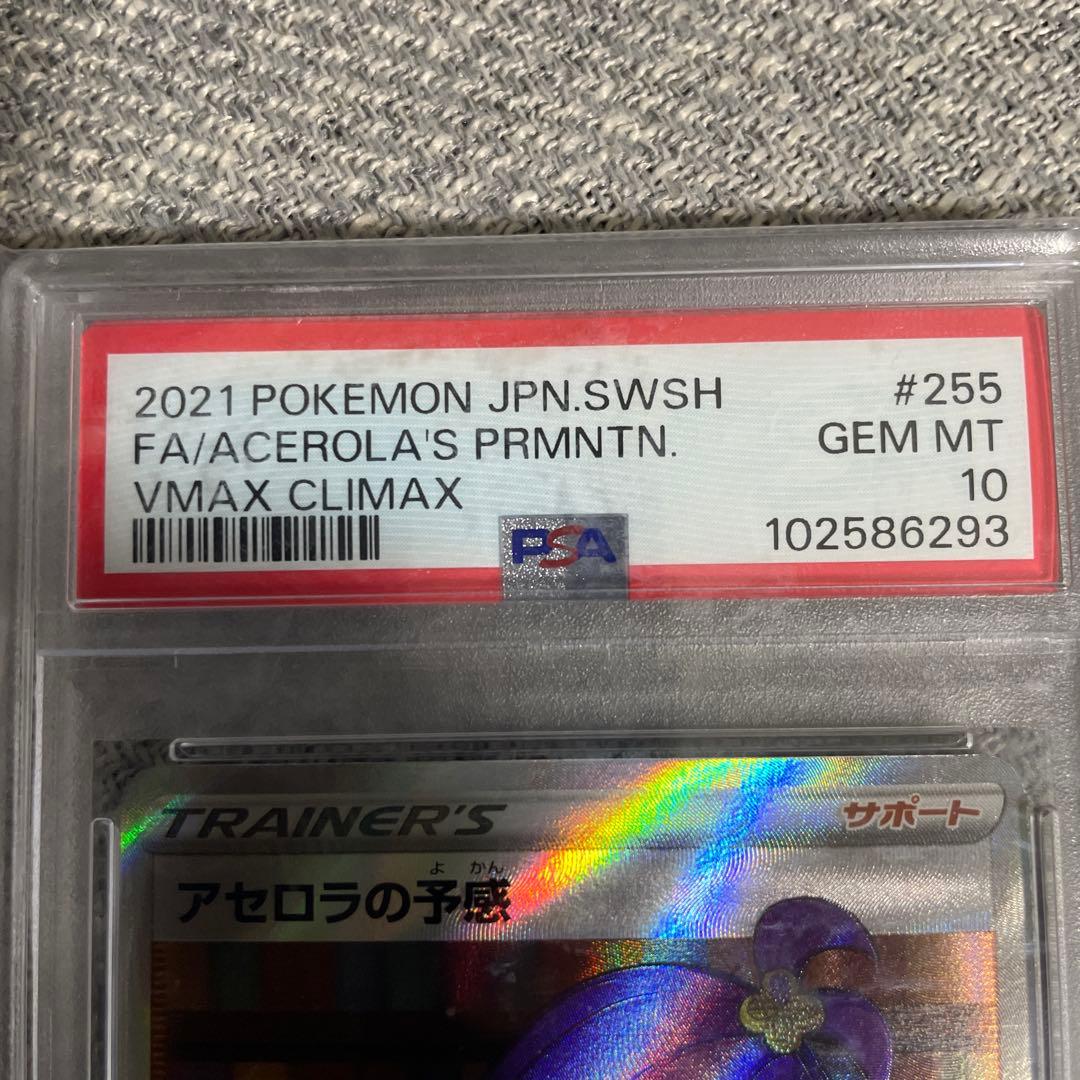 2021 POKEMON JPN.SWSH #255
FA/ACEROLA'S PRMNTN. GEM MT
VMAX CLIMAX 10
PSA 102586293
TRAINER'S サポート
よ かん
アセロラの予感